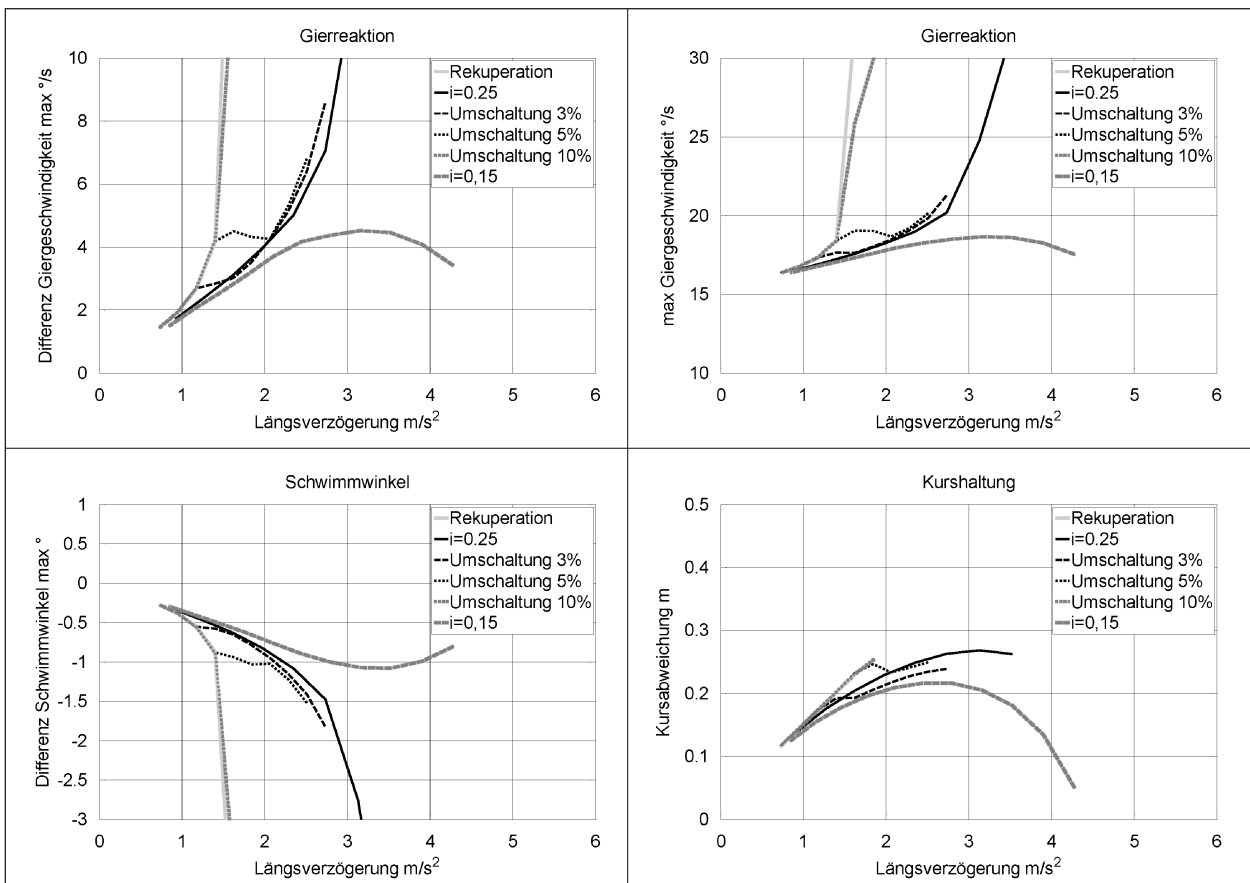 Gierreaktion
Differenz Giergeschwindigkeit max °/s
10
8
6
4
2
0
0 1 2 3 4 5 6
Längsverzögerung m/s²
Rekuperation
i=0.25
Umschaltung 3%
Umschaltung 5%
Umschaltung 10%
i=0,15
Gierreaktion
max Giergeschwindigkeit °/s
30
25
20
15
10
0 1 2 3 4 5 6
Längsverzögerung m/s²
Rekuperation
i=0.25
Umschaltung 3%
Umschaltung 5%
Umschaltung 10%
i=0,15
Schwimmwinkel
Differenz Schwimmwinkel max °
1
0.5
0
-0.5
-1
-1.5
-2
-2.5
-3
0 1 2 3 4 5 6
Längsverzögerung m/s²
Rekuperation
i=0.25
Umschaltung 3%
Umschaltung 5%
Umschaltung 10%
i=0,15
Kurshaltung
Kursabweichung m
0.5
0.4
0.3
0.2
0.1
0
0 1 2 3 4 5 6
Längsverzögerung m/s²
Rekuperation
i=0.25
Umschaltung 3%
Umschaltung 5%
Umschaltung 10%
i=0,15